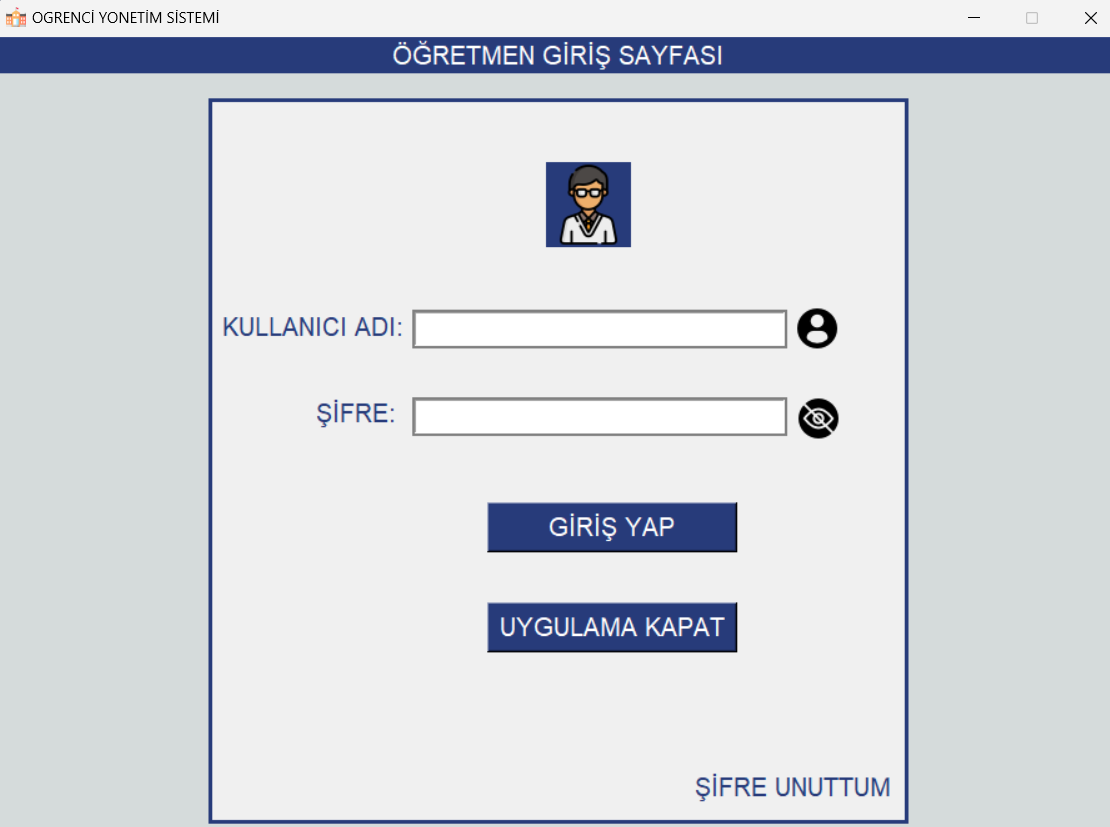 OGRENCİ YONETİM SİSTEMİ
ÖĞRETMEN GİRİŞ SAYFASI
KULLANICI ADI:
ŞİFRE:
GİRİŞ YAP
UYGULAMA KAPAT
ŞİFRE UNUTTUM